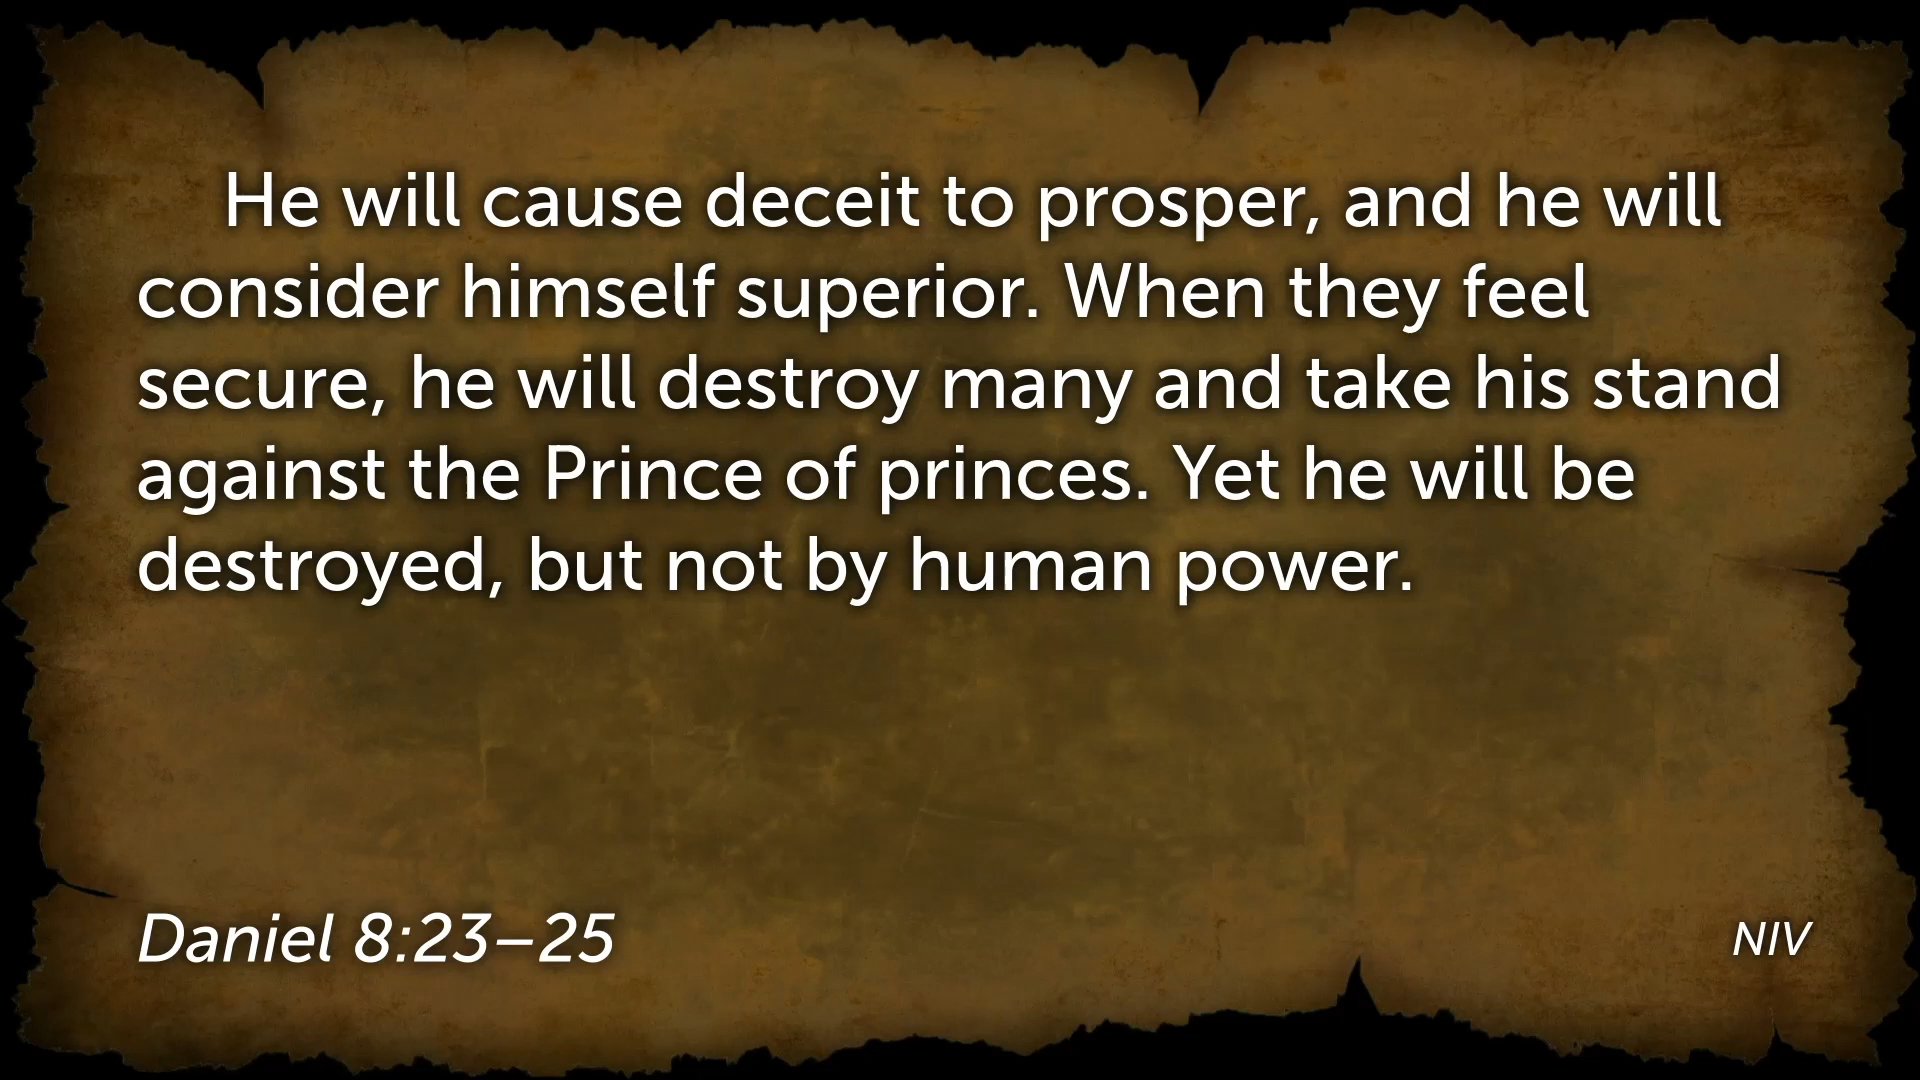 He will cause deceit to prosper, and he will
consider himself superior. When they feel
secure, he will destroy many and take his stand
against the Prince of princes. Yet he will be
destroyed, but not by human power.
Daniel 8:23–25
NIV